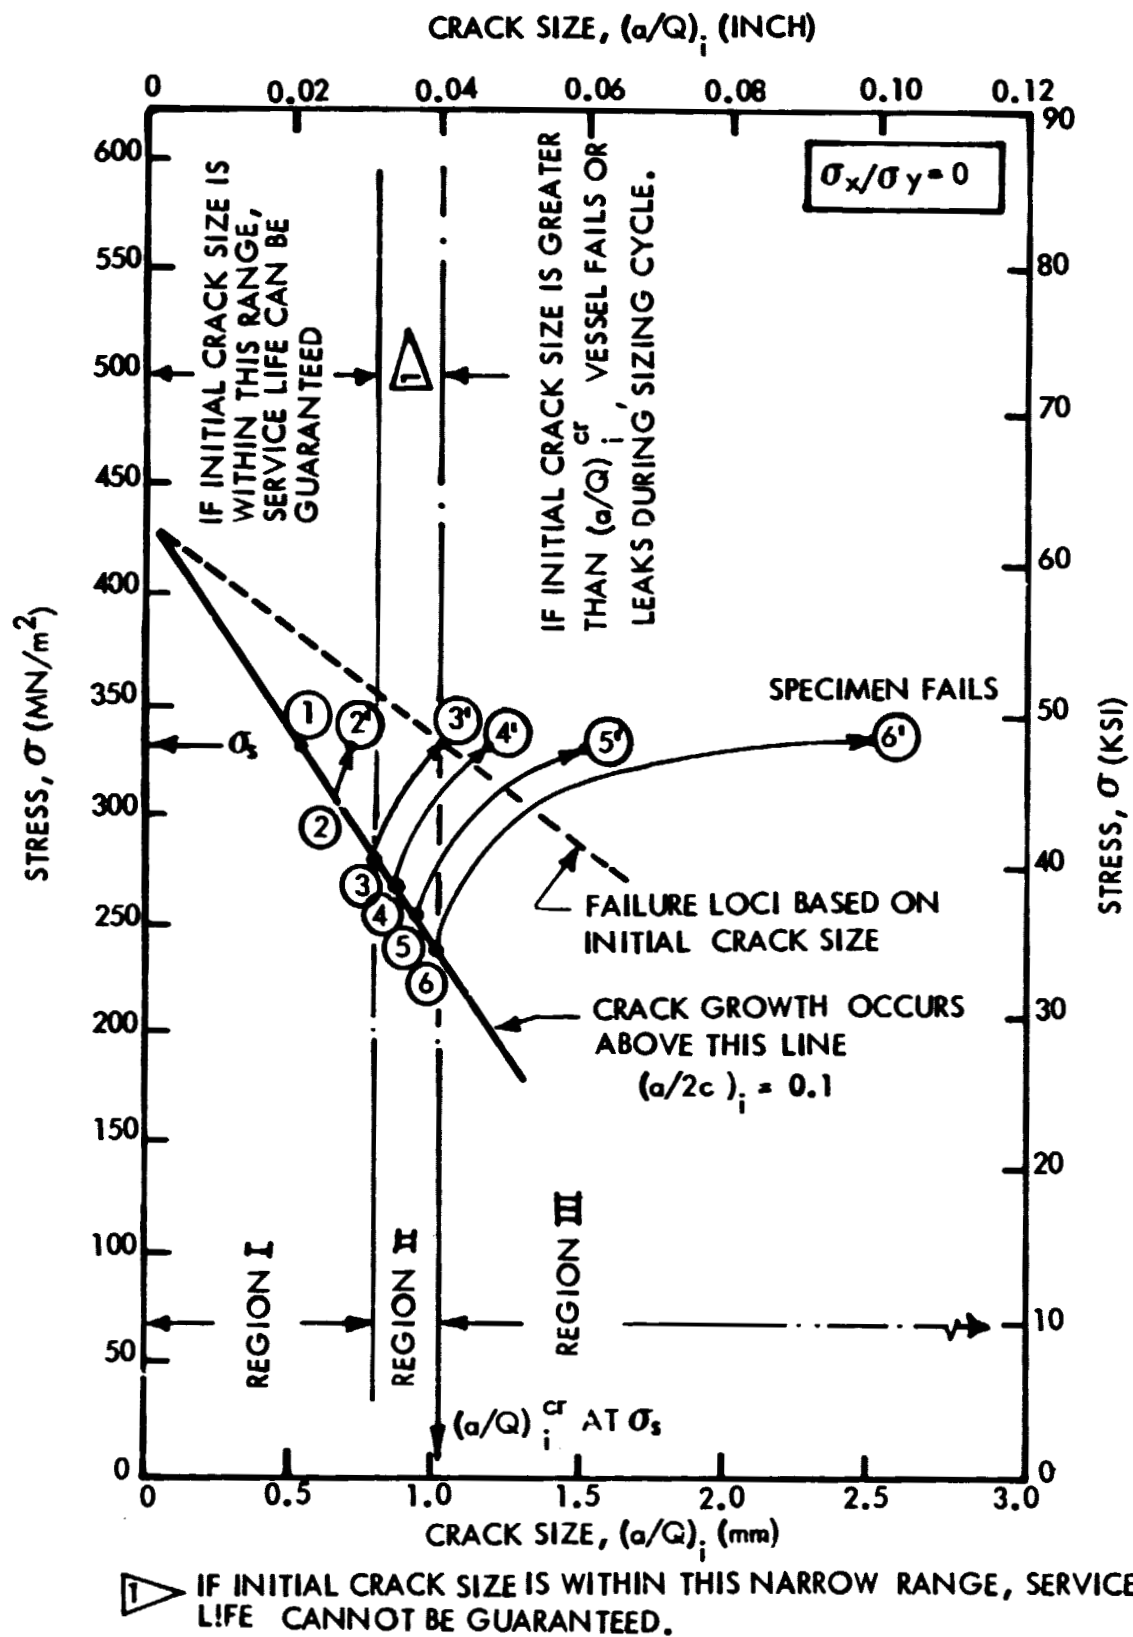 CRACK SIZE, (a/Q)i (INCH)
0 0.02 0.04 0.06 0.08 0.10 0.12
σx/σy = 0
IF INITIAL CRACK SIZE IS
WITHIN THIS RANGE,
SERVICE LIFE CAN BE
GUARANTEED
1
IF INITIAL CRACK SIZE IS GREATER
THAN (a/Q)i cr, VESSEL FAILS OR
LEAKS DURING SIZING CYCLE.
600
550
500
450
400
350
300
250
200
150
100
50
0
STRESS, σ (MN/m2)
90
80
70
60
50
40
30
20
10
0
STRESS, σ (KSI)
σs
1
2'
3'
4'
5'
6'
SPECIMEN FAILS
2
3
4
5
6
FAILURE LOCI BASED ON
INITIAL CRACK SIZE
CRACK GROWTH OCCURS
ABOVE THIS LINE
(a/2c)i = 0.1
REGION I
REGION II
REGION III
(a/Q)i cr AT σs
0 0.5 1.0 1.5 2.0 2.5 3.0
CRACK SIZE, (a/Q)i (mm)
1 IF INITIAL CRACK SIZE IS WITHIN THIS NARROW RANGE, SERVICE
LIFE CANNOT BE GUARANTEED.